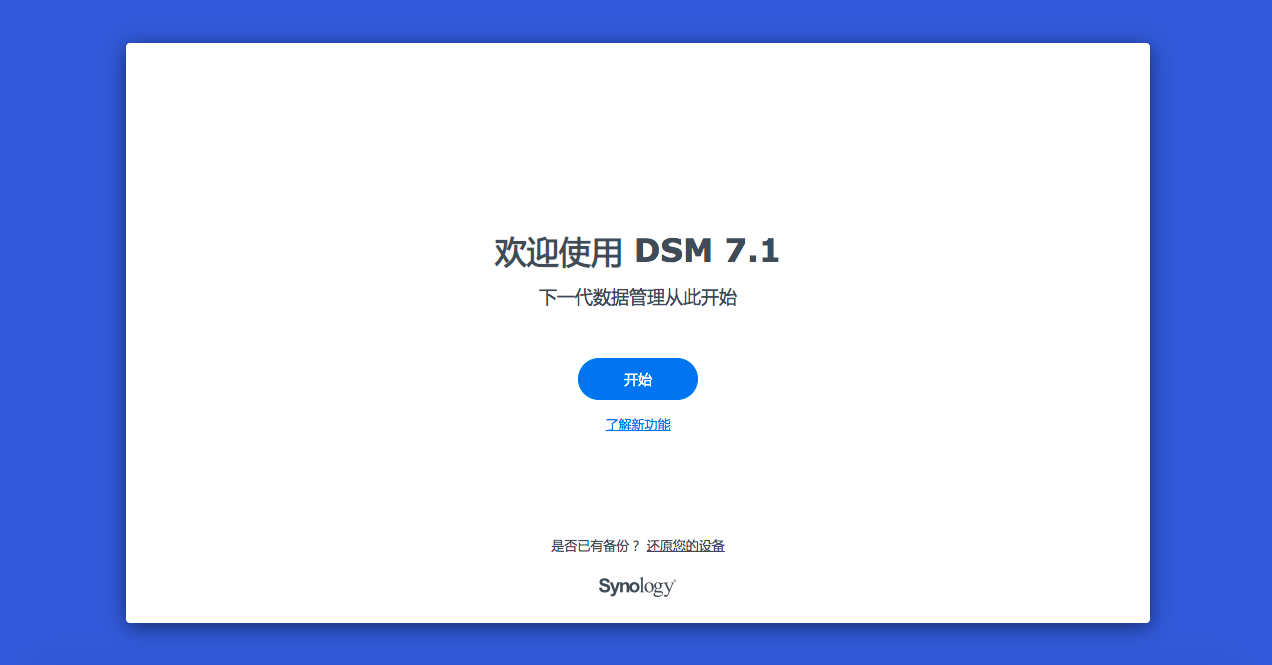 欢迎使用 DSM 7.1
下一代数据管理从此开始
开始
了解新功能
是否已有备份？ 还原您的设备
Synology®